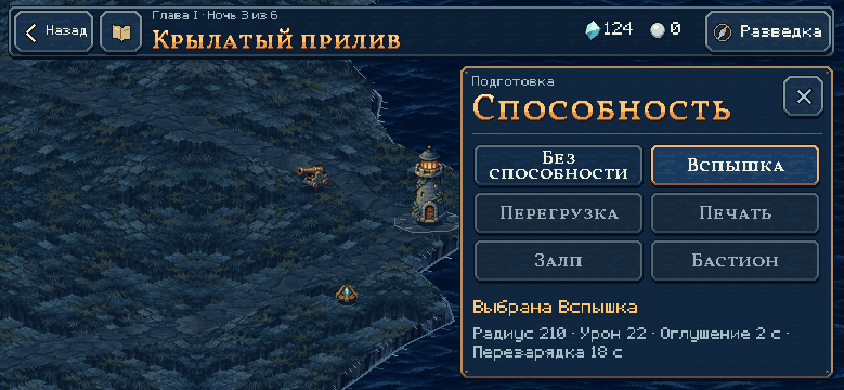 Назад
Глава I · Ночь 3 из 6
Крылатый прилив
124
0
Разведка
Подготовка
Способность
Без
способности
Вспышка
Перегрузка
Печать
Залп
Бастион
Выбрана Вспышка
Радиус 210 · Урон 22 · Оглушение 2 с ·
Перезарядка 18 с